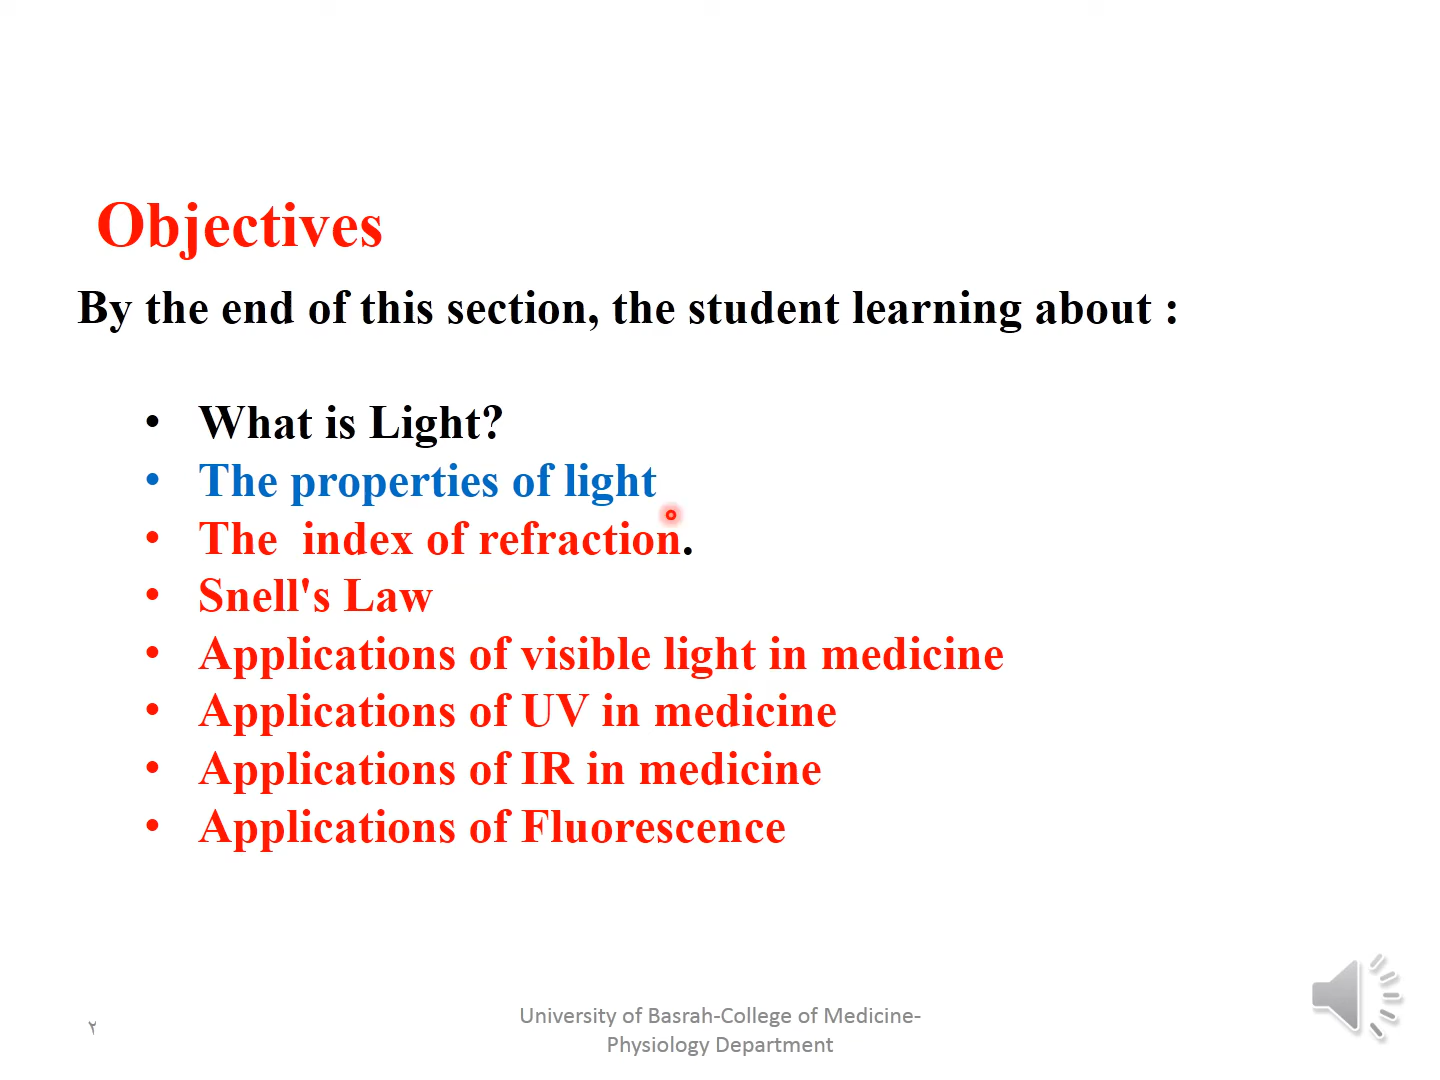 Objectives
By the end of this section, the student learning about :
• What is Light?
• The properties of light
• The index of refraction.
• Snell's Law
• Applications of visible light in medicine
• Applications of UV in medicine
• Applications of IR in medicine
• Applications of Fluorescence
٢
University of Basrah-College of Medicine-
Physiology Department